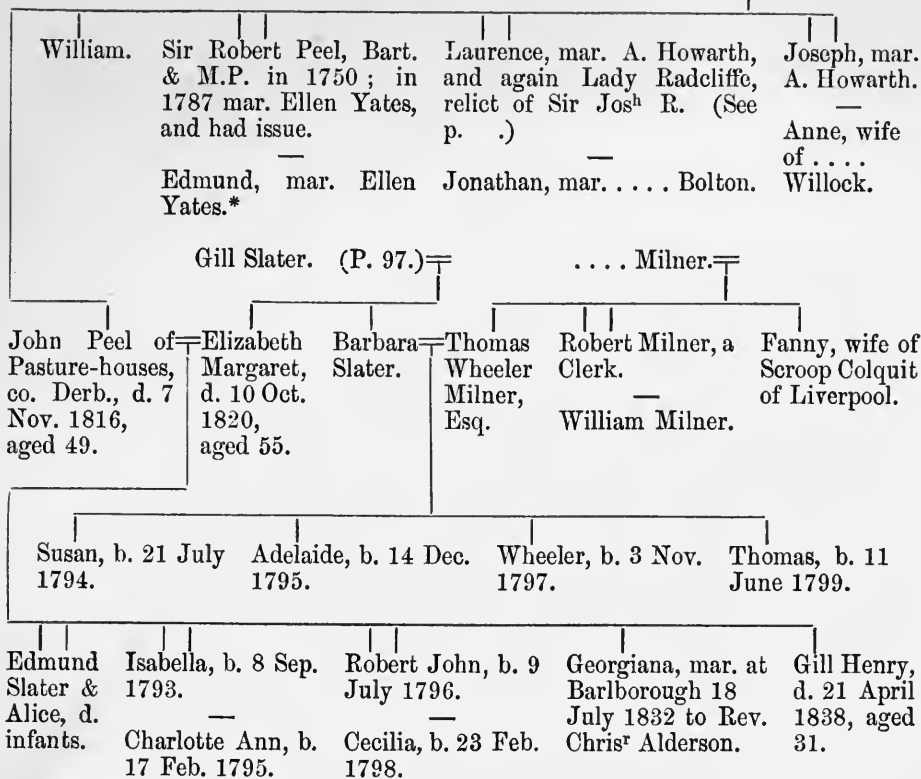 William.
Sir Robert Peel, Bart.
& M.P. in 1750 ; in
1787 mar. Ellen Yates,
and had issue.
—
Edmund, mar. Ellen
Yates.*
Laurence, mar. A. Howarth,
and again Lady Radcliffe,
relict of Sir Josʰ R. (See
p. .)
—
Jonathan, mar. . . . . . Bolton.
Joseph, mar.
A. Howarth.
—
Anne, wife
of . . . .
Willock.
Gill Slater. (P. 97.)
. . . . Milner.
John Peel of
Pasture-houses,
co. Derb., d. 7
Nov. 1816,
aged 49.
Elizabeth
Margaret,
d. 10 Oct.
1820,
aged 55.
Barbara
Slater.
Thomas
Wheeler
Milner,
Esq.
Robert Milner, a
Clerk.
—
William Milner.
Fanny, wife of
Scroop Colquit
of Liverpool.
Susan, b. 21 July
1794.
Adelaide, b. 14 Dec.
1795.
Wheeler, b. 3 Nov.
1797.
Thomas, b. 11
June 1799.
Edmund
Slater &
Alice, d.
infants.
Isabella, b. 8 Sep.
1793.
—
Charlotte Ann, b.
17 Feb. 1795.
Robert John, b. 9
July 1796.
—
Cecilia, b. 23 Feb.
1798.
Georgiana, mar. at
Barlborough 18
July 1832 to Rev.
Chrisʳ Alderson.
Gill Henry,
d. 21 April
1838, aged
31.